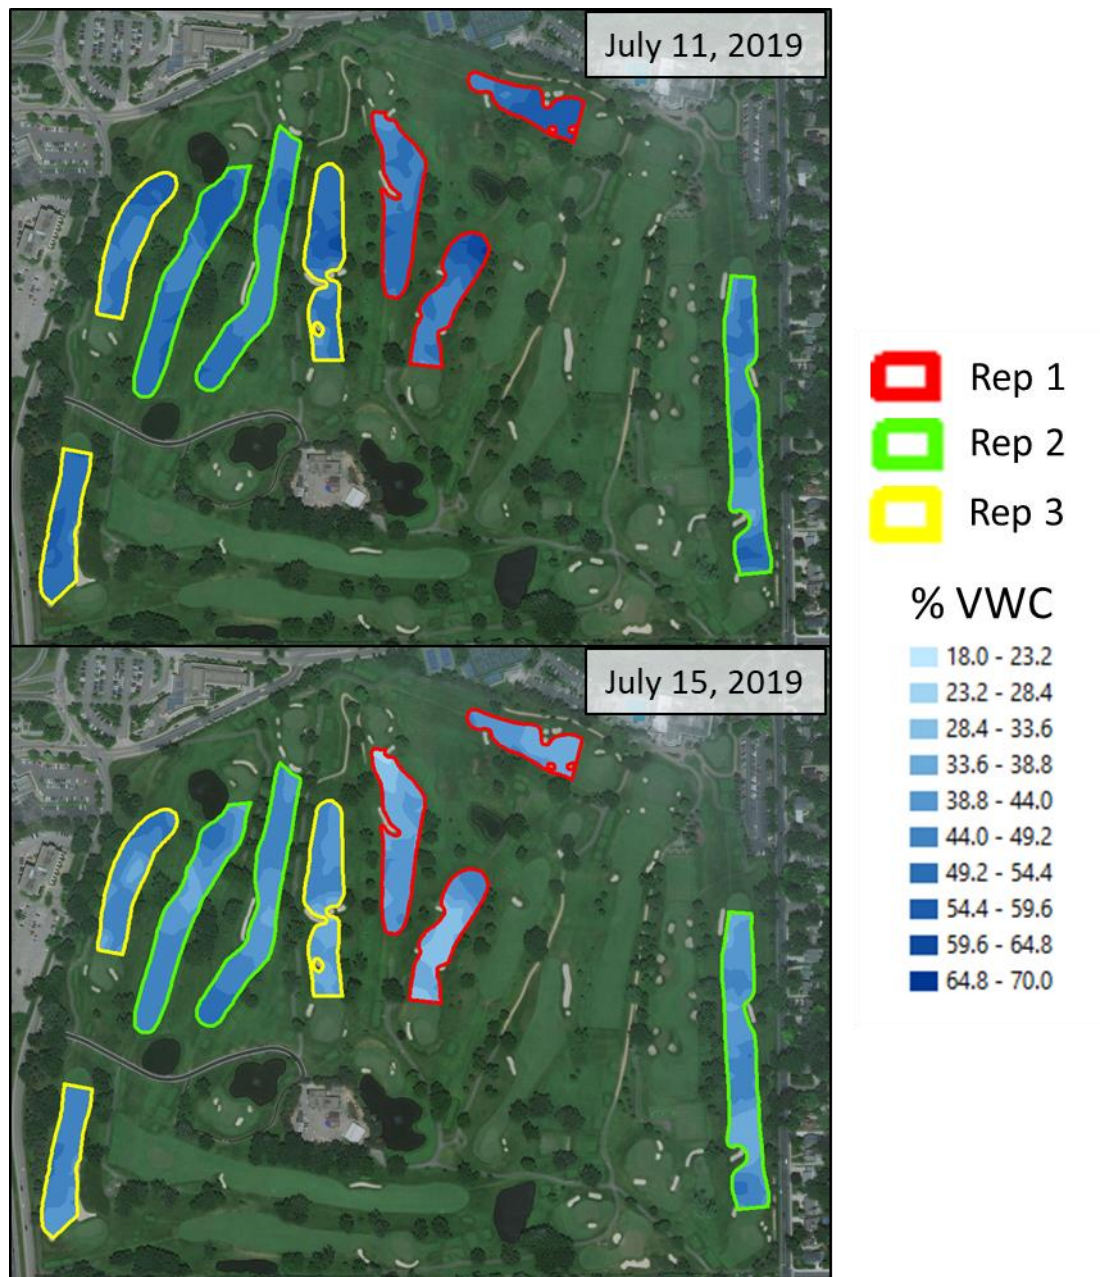 July 11, 2019
Rep 1
Rep 2
Rep 3
% VWC
18.0 - 23.2
23.2 - 28.4
28.4 - 33.6
33.6 - 38.8
38.8 - 44.0
44.0 - 49.2
49.2 - 54.4
54.4 - 59.6
59.6 - 64.8
64.8 - 70.0
July 15, 2019